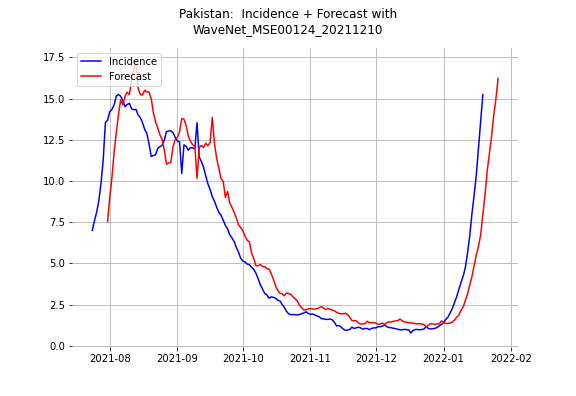 Pakistan:  Incidence + Forecast with
WaveNet_MSE00124_20211210
Incidence
Forecast
17.5
15.0
12.5
10.0
7.5
5.0
2.5
0.0
2021-08 2021-09 2021-10 2021-11 2021-12 2022-01 2022-02